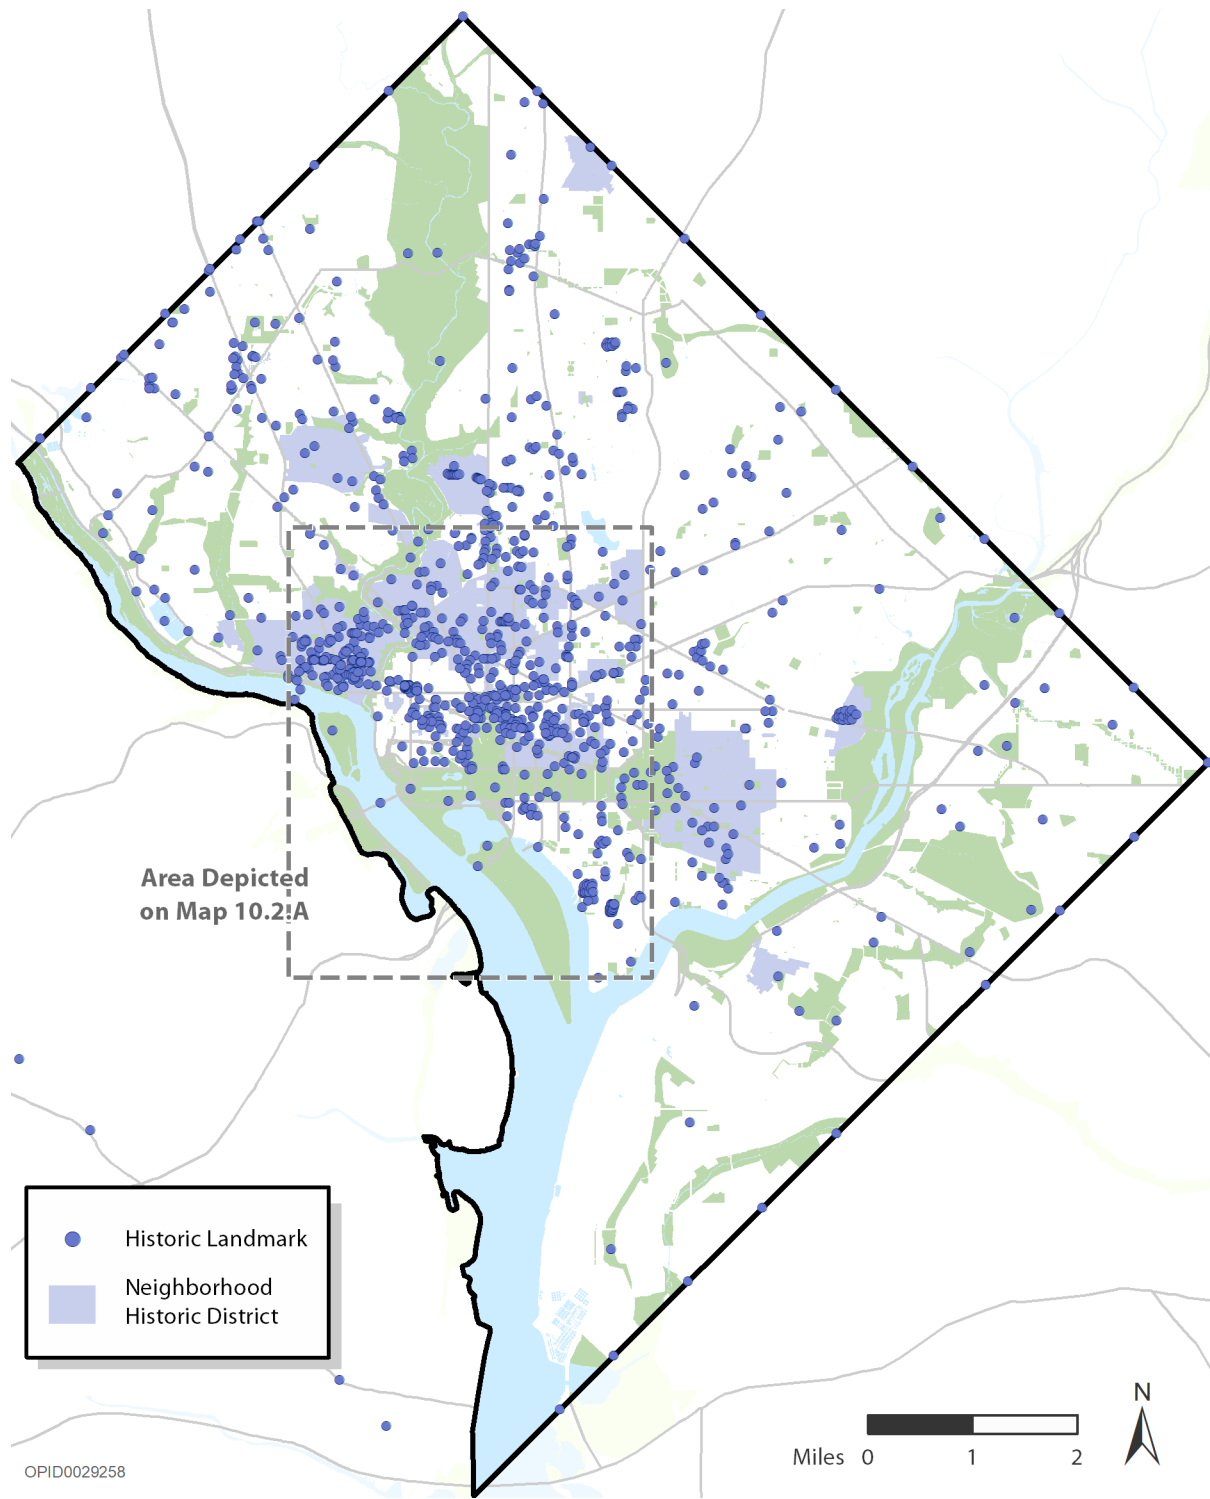 Area Depicted
on Map 10.2.A
Historic Landmark
Neighborhood
Historic District
N
Miles 0 1 2
OPID0029258